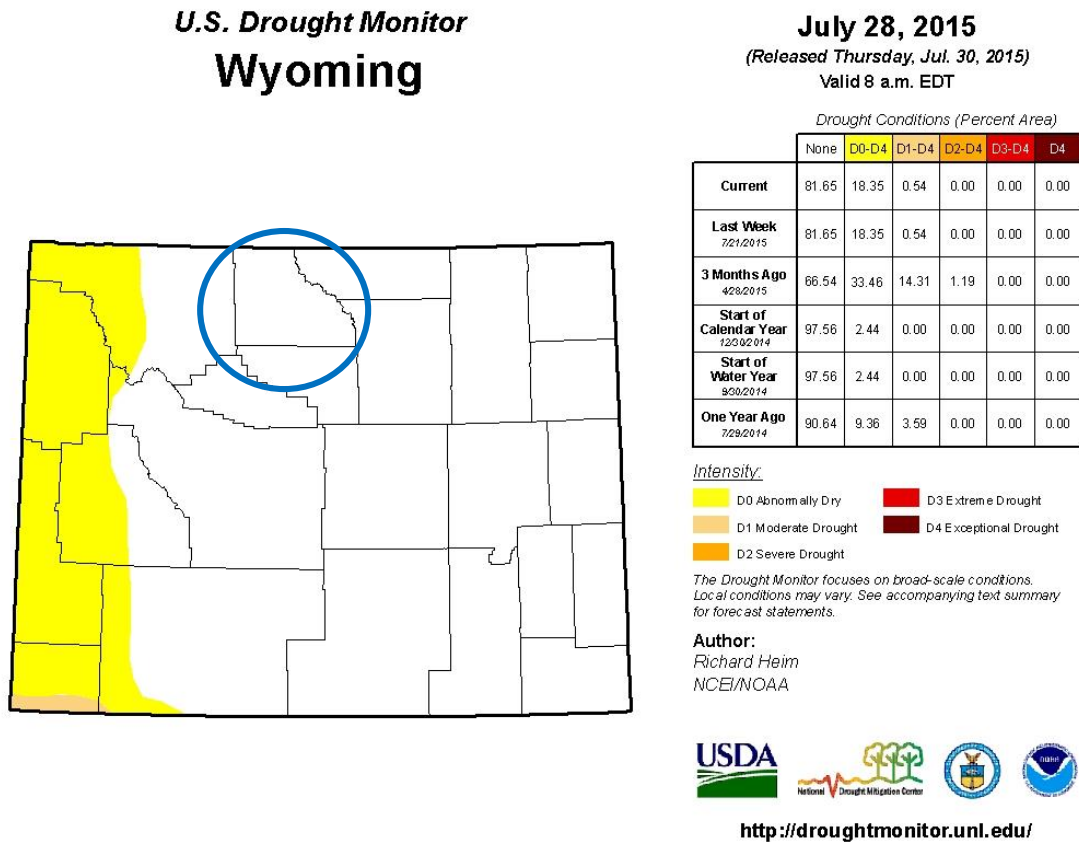 U.S. Drought Monitor
Wyoming
July 28, 2015
(Released Thursday, Jul. 30, 2015)
Valid 8 a.m. EDT
Drought Conditions (Percent Area)
None D0-D4 D1-D4 D2-D4 D3-D4 D4
Current 81.65 18.35 0.54 0.00 0.00 0.00
Last Week
7/21/2015 81.65 18.35 0.54 0.00 0.00 0.00
3 Months Ago
4/28/2015 66.54 33.46 14.31 1.19 0.00 0.00
Start of
Calendar Year
12/30/2014 97.56 2.44 0.00 0.00 0.00 0.00
Start of
Water Year
9/30/2014 97.56 2.44 0.00 0.00 0.00 0.00
One Year Ago
7/29/2014 90.64 9.36 3.59 0.00 0.00 0.00
Intensity:
D0 Abnormally Dry
D1 Moderate Drought
D2 Severe Drought
D3 Extreme Drought
D4 Exceptional Drought
The Drought Monitor focuses on broad-scale conditions.
Local conditions may vary. See accompanying text summary
for forecast statements.
Author:
Richard Heim
NCEI/NOAA
USDA
National Drought Mitigation Center
NOAA
http://droughtmonitor.unl.edu/